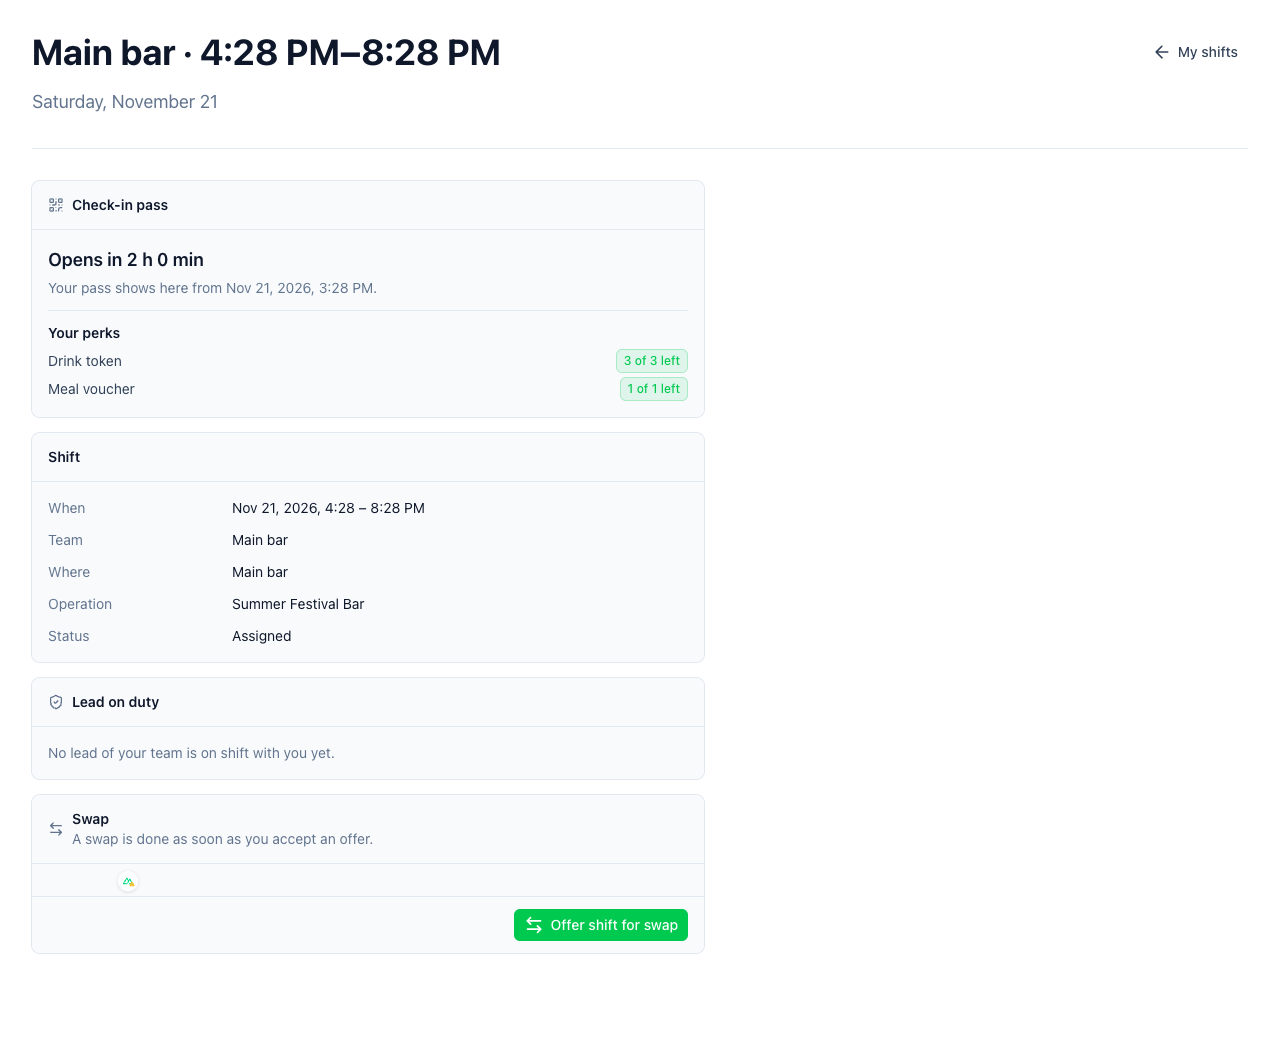 Main bar · 4:28 PM–8:28 PM
My shifts
Saturday, November 21
Check-in pass
Opens in 2 h 0 min
Your pass shows here from Nov 21, 2026, 3:28 PM.
Your perks
Drink token 3 of 3 left
Meal voucher 1 of 1 left
Shift
When Nov 21, 2026, 4:28 – 8:28 PM
Team Main bar
Where Main bar
Operation Summer Festival Bar
Status Assigned
Lead on duty
No lead of your team is on shift with you yet.
Swap
A swap is done as soon as you accept an offer.
Offer shift for swap